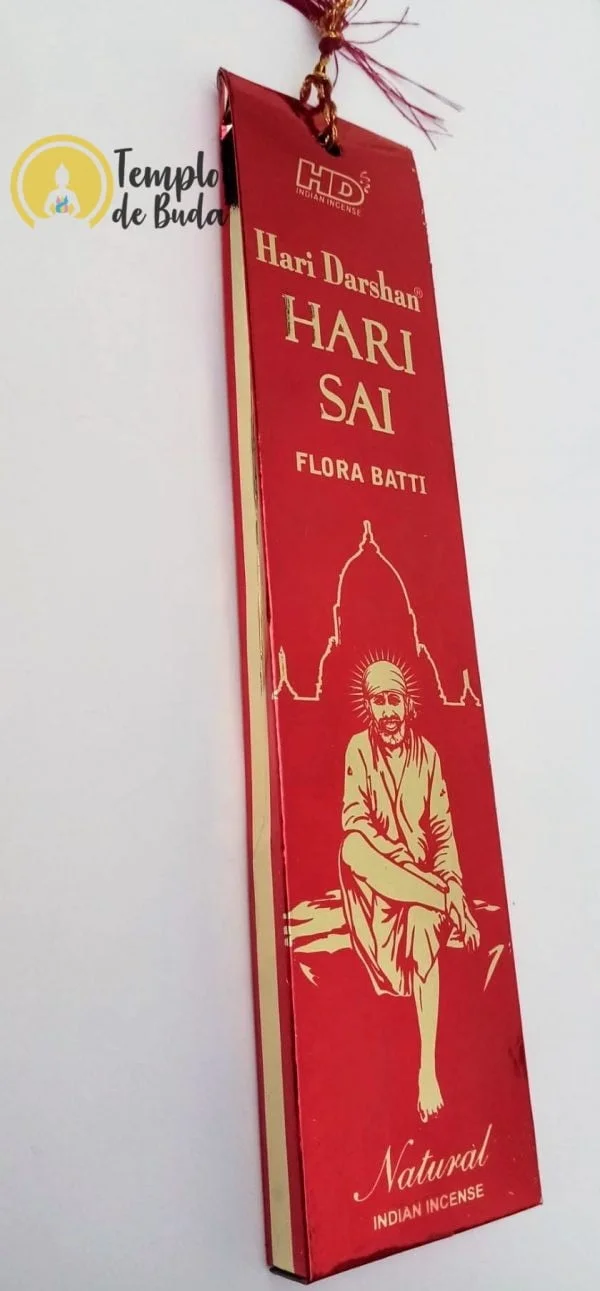 Templo
de Buda
HD
INDIAN INCENSE
Hari Darshan®
HARI
SAI
FLORA BATTI
Natural
INDIAN INCENSE